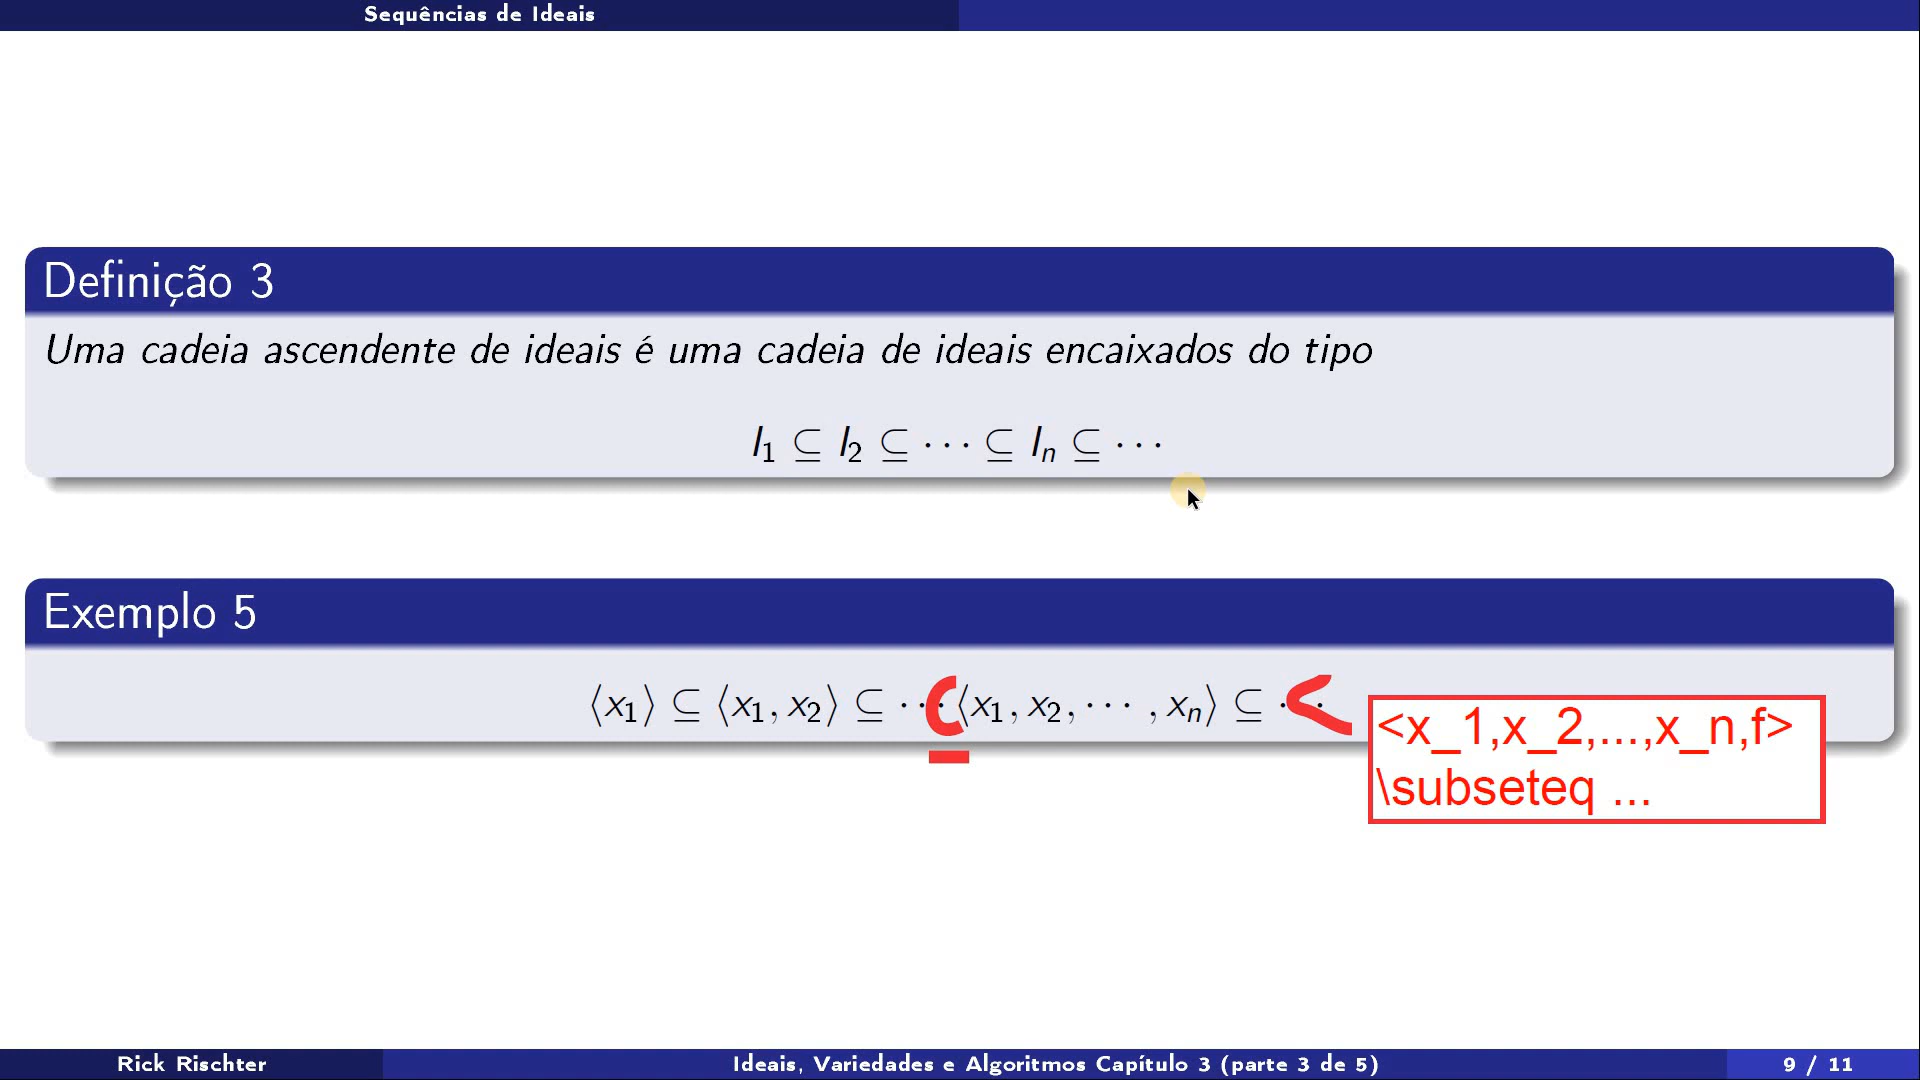 Sequências de Ideais
Definição 3
Uma cadeia ascendente de ideais é uma cadeia de ideais encaixados do tipo
I₁ ⊆ I₂ ⊆ ⋯ ⊆ Iₙ ⊆ ⋯
Exemplo 5
⟨x₁⟩ ⊆ ⟨x₁, x₂⟩ ⊆ ⋯ ⊂ ⟨x₁, x₂, ⋯ , xₙ⟩ ⊆ ⋯ <
<x_1,x_2,...,x_n,f>
\subseteq ...
Rick Rischter
Ideais, Variedades e Algoritmos Capítulo 3 (parte 3 de 5)
9 / 11